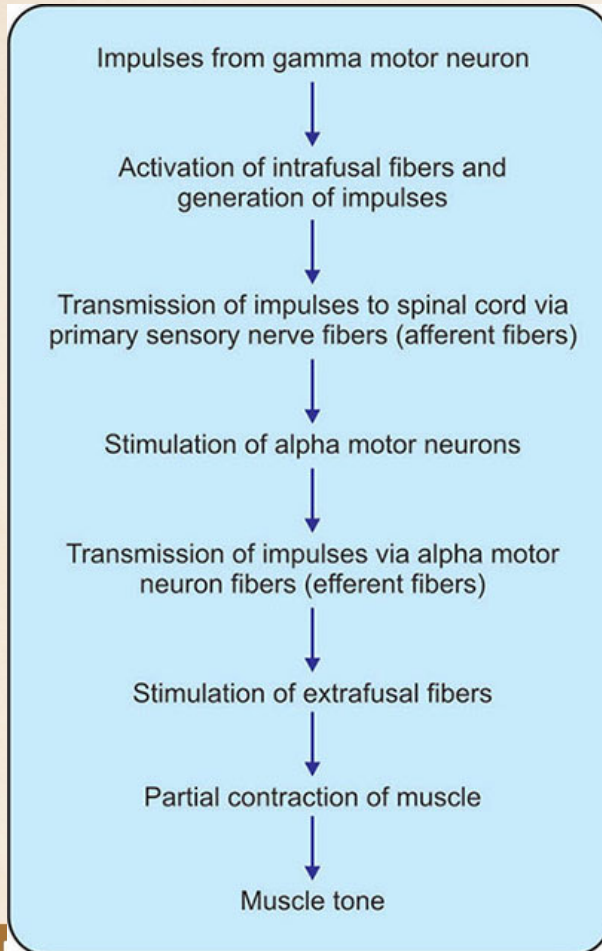 Impulses from gamma motor neuron
Activation of intrafusal fibers and
generation of impulses
Transmission of impulses to spinal cord via
primary sensory nerve fibers (afferent fibers)
Stimulation of alpha motor neurons
Transmission of impulses via alpha motor
neuron fibers (efferent fibers)
Stimulation of extrafusal fibers
Partial contraction of muscle
Muscle tone